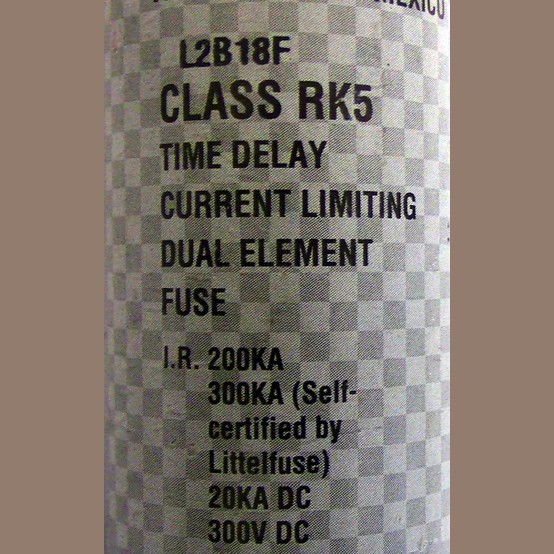 MEXICO
L2B18F
CLASS RK5
TIME DELAY
CURRENT LIMITING
DUAL ELEMENT
FUSE
I.R. 200KA
300KA (Self-
certified by
Littelfuse)
20KA DC
300V DC